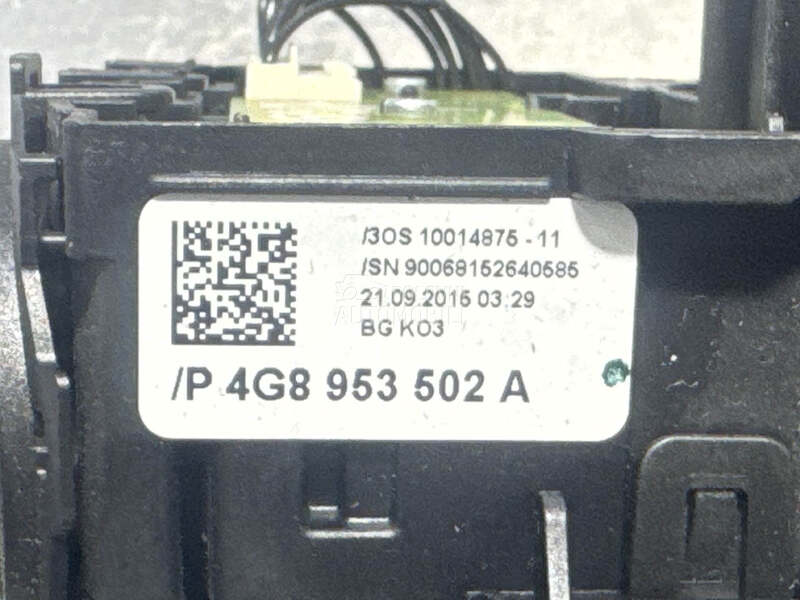 /3OS 10014875-11
/SN 90068152640585
21.09.2015 03:29
BG K03
/P 4G8 953 502 A